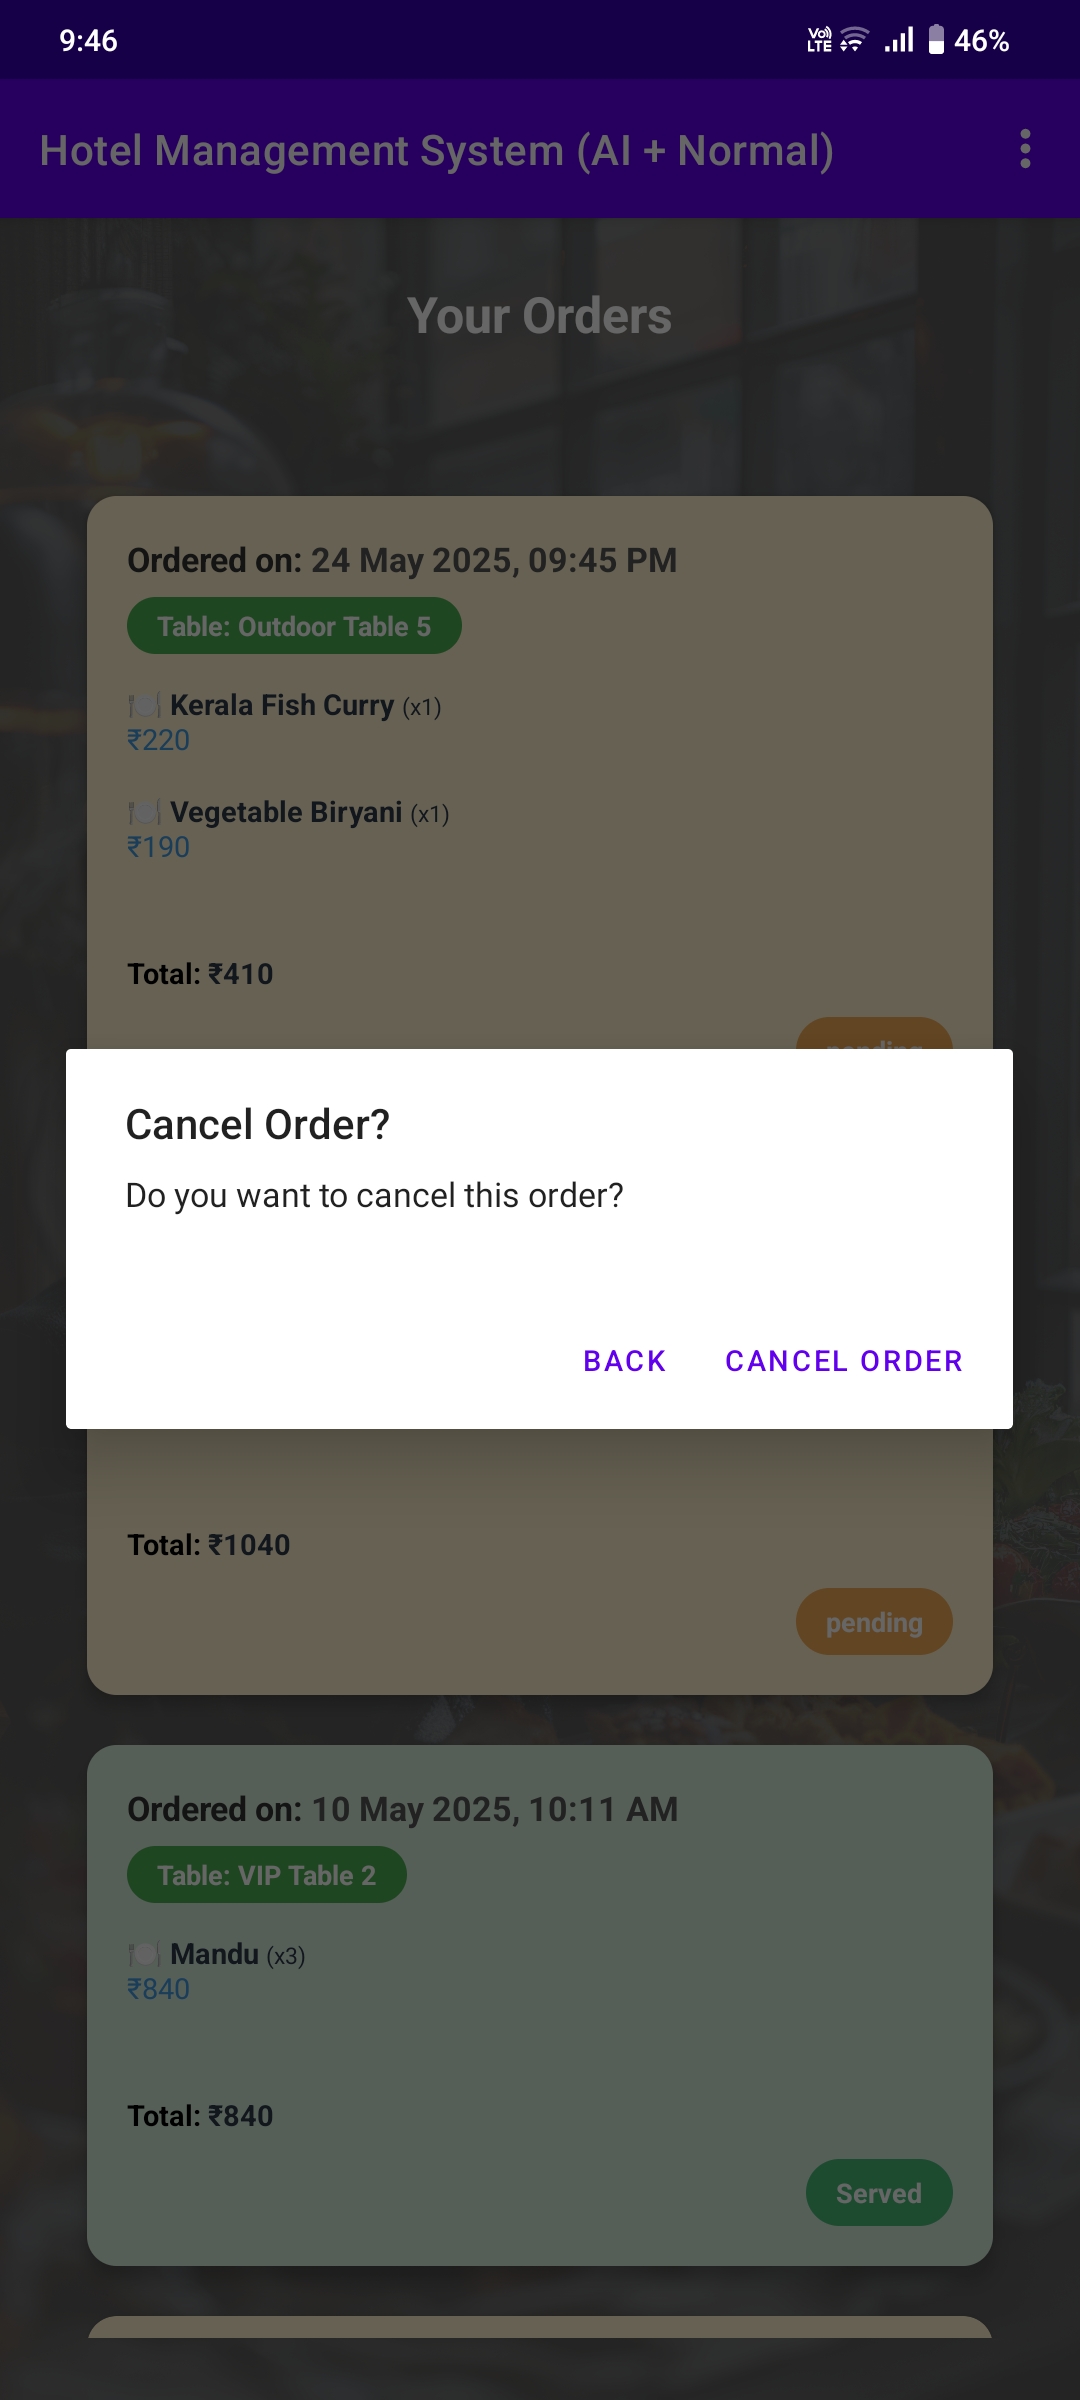 9:46
Vo)) LTE 46%
Hotel Management System (AI + Normal)
Your Orders
Ordered on: 24 May 2025, 09:45 PM
Table: Outdoor Table 5
🍽️ Kerala Fish Curry (x1)
₹220
🍽️ Vegetable Biryani (x1)
₹190
Total: ₹410
pending
Cancel Order?
Do you want to cancel this order?
BACK CANCEL ORDER
Total: ₹1040
pending
Ordered on: 10 May 2025, 10:11 AM
Table: VIP Table 2
🍽️ Mandu (x3)
₹840
Total: ₹840
Served